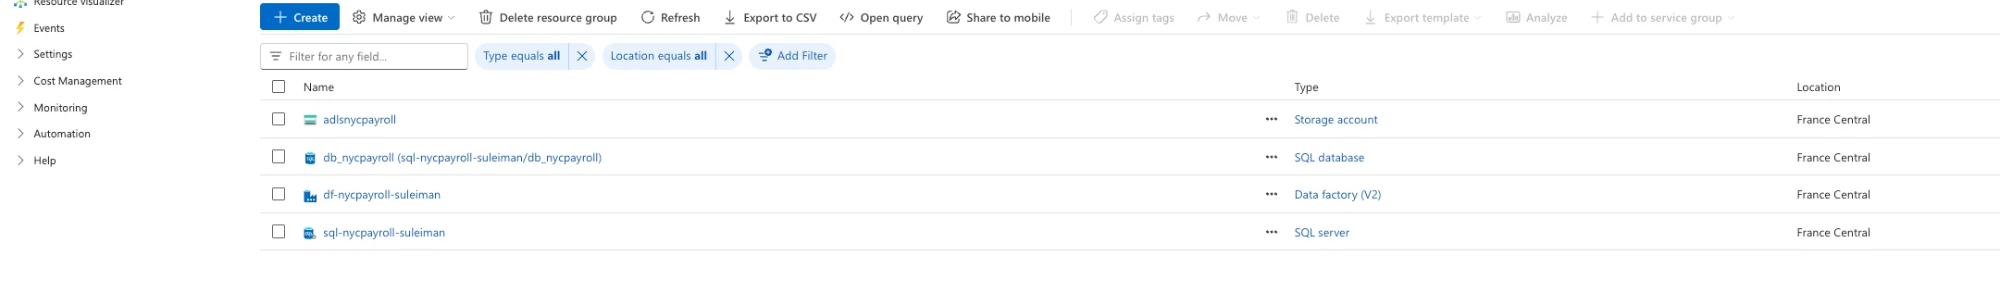 Resource visualizer
Events
Settings
Cost Management
Monitoring
Automation
Help
Create Manage view Delete resource group Refresh Export to CSV Open query Share to mobile Assign tags Move Delete Export template Analyze Add to service group
Filter for any field... Type equals all Location equals all Add Filter
Name Type Location
adlsnycpayroll Storage account France Central
db_nycpayroll (sql-nycpayroll-suleiman/db_nycpayroll) SQL database France Central
df-nycpayroll-suleiman Data factory (V2) France Central
sql-nycpayroll-suleiman SQL server France Central